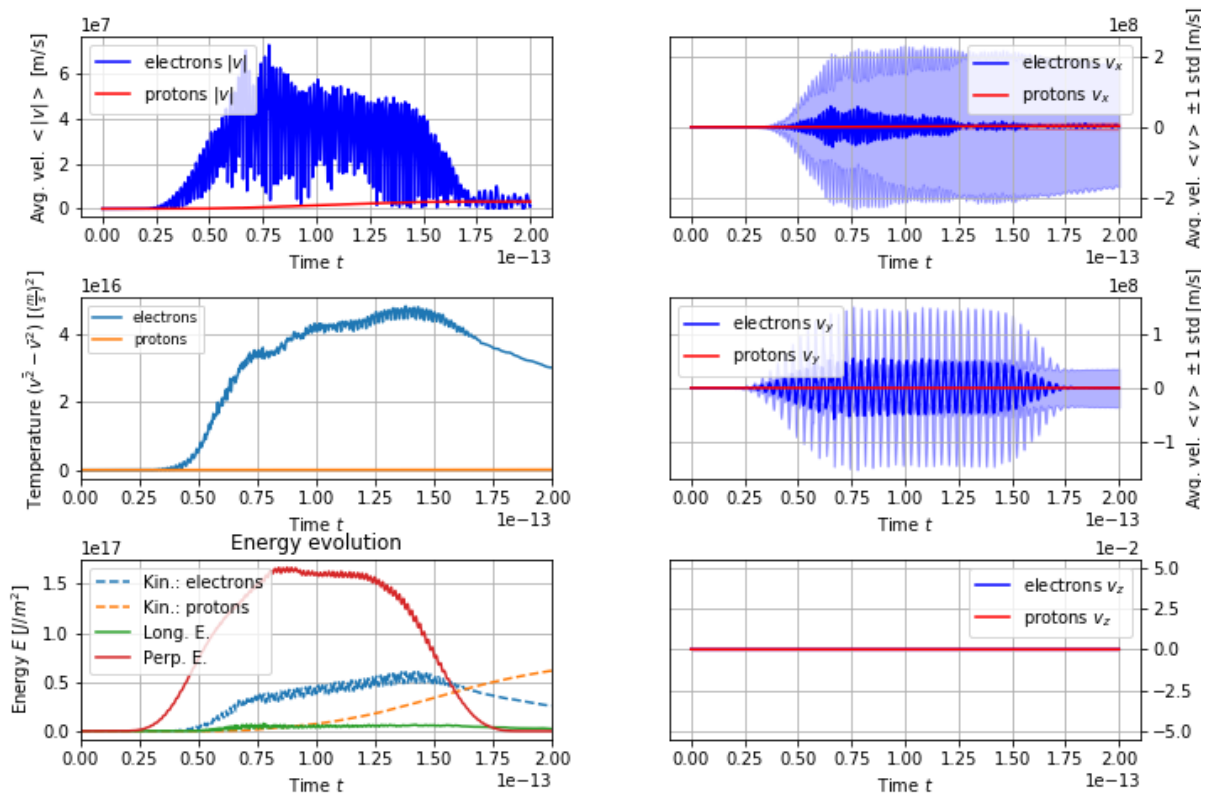 1e7
Avg. vel. < |v| > [m/s]
electrons |v|
protons |v|
6
4
2
0
0.00 0.25 0.50 0.75 1.00 1.25 1.50 1.75 2.00
Time t
1e−13
1e8
Avg. vel. < v > ± 1 std [m/s]
electrons v_x
protons v_x
2
0
−2
0.00 0.25 0.50 0.75 1.00 1.25 1.50 1.75 2.00
Time t
1e−13
1e16
electrons
protons
4
2
0
0.00 0.25 0.50 0.75 1.00 1.25 1.50 1.75 2.00
Time t
1e−13
1e8
Avg. vel. < v > ± 1 std [m/s]
electrons v_y
protons v_y
1
0
−1
0.00 0.25 0.50 0.75 1.00 1.25 1.50 1.75 2.00
Time t
1e−13
Energy evolution
1e17
Energy E [J/m²]
Kin.: electrons
Kin.: protons
Long. E.
Perp. E.
1.5
1.0
0.5
0.0
0.00 0.25 0.50 0.75 1.00 1.25 1.50 1.75 2.00
Time t
1e−13
1e−2
electrons v_z
protons v_z
5.0
2.5
0.0
−2.5
−5.0
0.00 0.25 0.50 0.75 1.00 1.25 1.50 1.75 2.00
Time t
1e−13